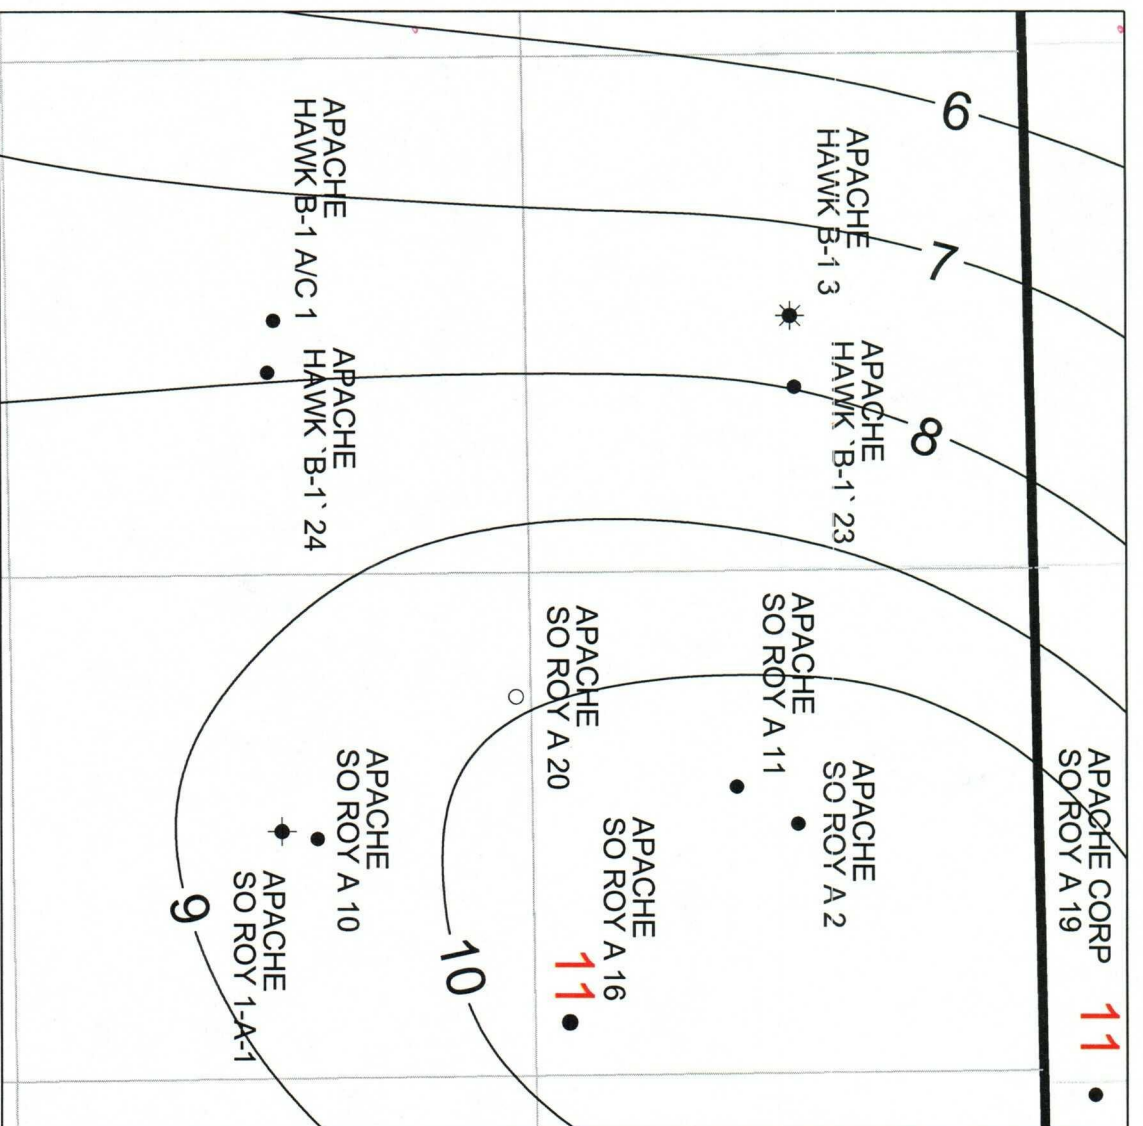 6
7
8
9
10
APACHE
HAWK B-1 A/C 1
APACHE
HAWK B-1 3
APACHE
HAWK `B-1` 24
APACHE
HAWK `B-1` 23
APACHE
SO ROY A 20
APACHE
SO ROY A 11
APACHE
SO ROY A 10
APACHE
SO ROY A 2
APACHE CORP
SO ROY A 19
11
APACHE
SO ROY A 16
11
APACHE
SO ROY 1-A-1